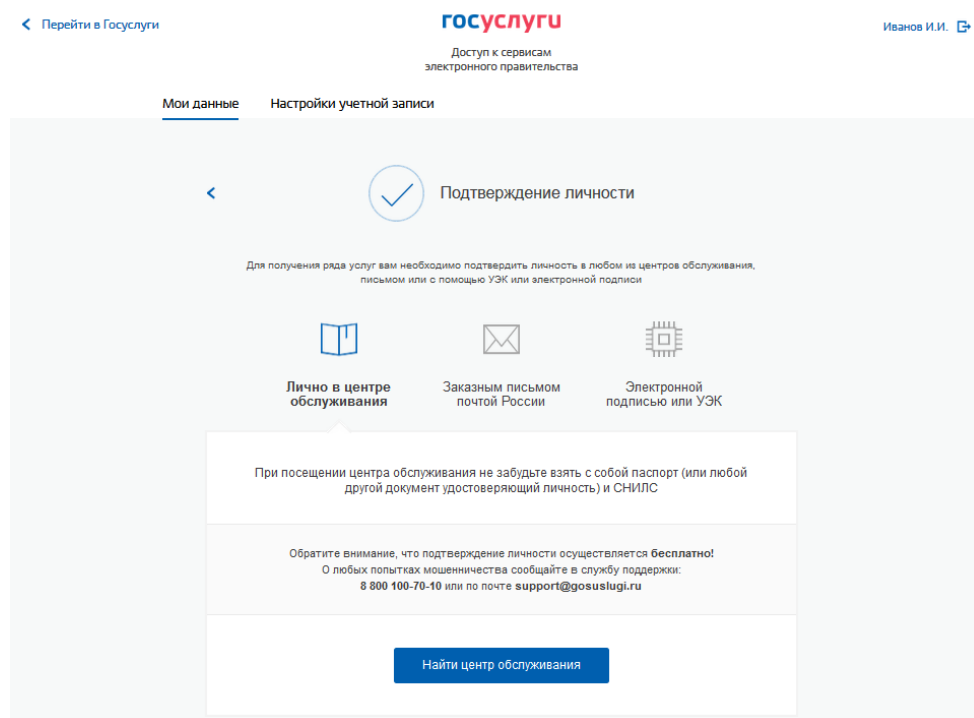 Перейти в Госуслуги
госуслуги
Иванов И.И.
Доступ к сервисам
электронного правительства
Мои данные
Настройки учетной записи
Подтверждение личности
Для получения ряда услуг вам необходимо подтвердить личность в любом из центров обслуживания,
письмом или с помощью УЭК или электронной подписи
Лично в центре
обслуживания
Заказным письмом
почтой России
Электронной
подписью или УЭК
При посещении центра обслуживания не забудьте взять с собой паспорт (или любой
другой документ удостоверяющий личность) и СНИЛС
Обратите внимание, что подтверждение личности осуществляется бесплатно!
О любых попытках мошенничества сообщайте в службу поддержки:
8 800 100-70-10 или по почте support@gosuslugi.ru
Найти центр обслуживания